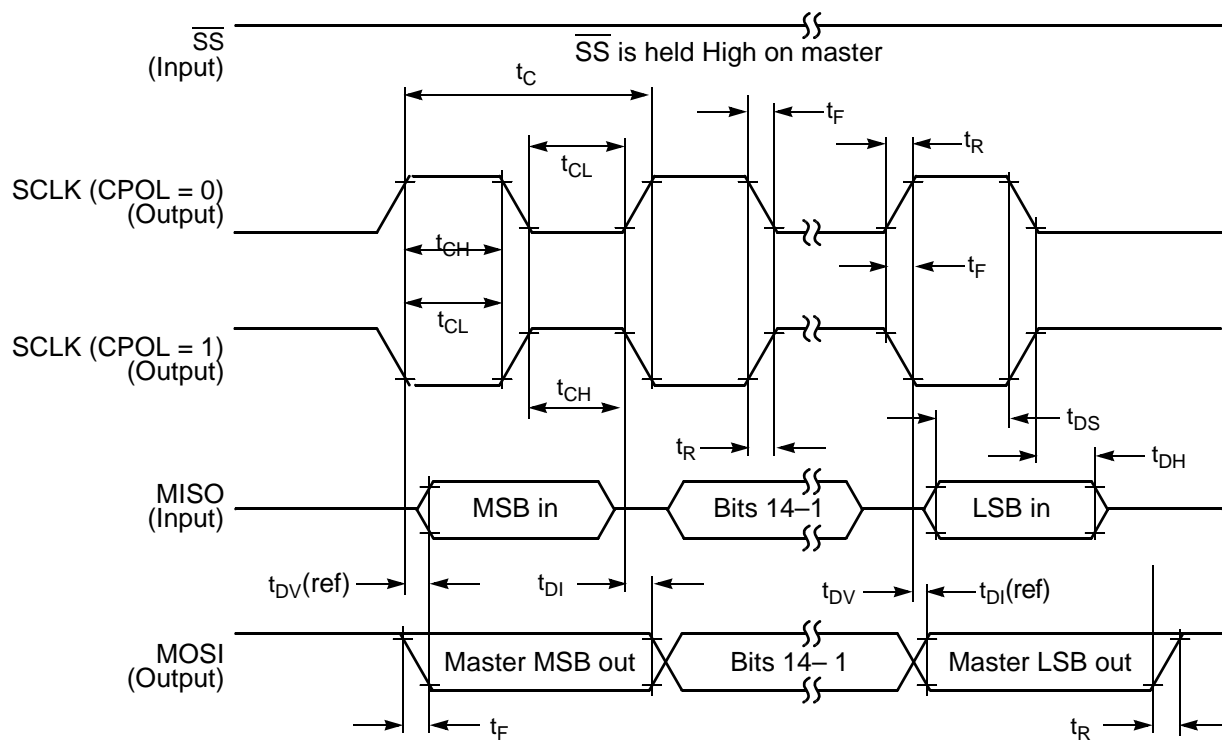 SS
(Input)
SS is held High on master
tC
tF
tR
tCL
SCLK (CPOL = 0)
(Output)
tCH
tF
tCL
SCLK (CPOL = 1)
(Output)
tCH
tDS
tR
tDH
MISO
(Input)
MSB in
Bits 14–1
LSB in
tDV(ref)
tDI
tDV
tDI(ref)
MOSI
(Output)
Master MSB out
Bits 14– 1
Master LSB out
tF
tR